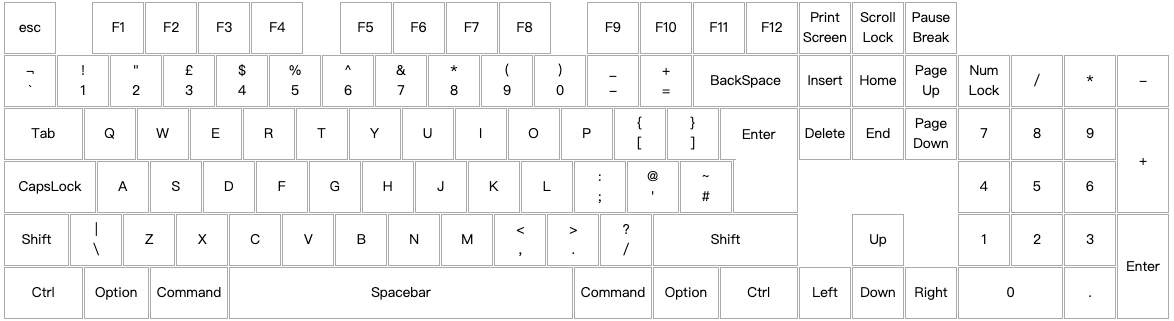 esc F1 F2 F3 F4 F5 F6 F7 F8 F9 F10 F11 F12 Print Screen Scroll Lock Pause Break
¬ ! " £ $ % ^ & * ( ) _ +
` 1 2 3 4 5 6 7 8 9 0 – = BackSpace Insert Home Page Up Num Lock / * –
Tab Q W E R T Y U I O P { [ } ] Enter Delete End Page Down 7 8 9 +
CapsLock A S D F G H J K L : ; @ ' ~ # 4 5 6
Shift | \ Z X C V B N M < , > . ? / Shift Up 1 2 3 Enter
Ctrl Option Command Spacebar Command Option Ctrl Left Down Right 0 .